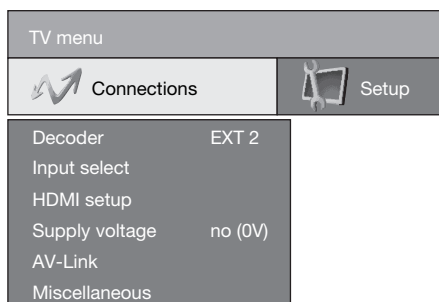 TV menu
Connections Setup
Decoder EXT 2
Input select
HDMI setup
Supply voltage no (0V)
AV-Link
Miscellaneous